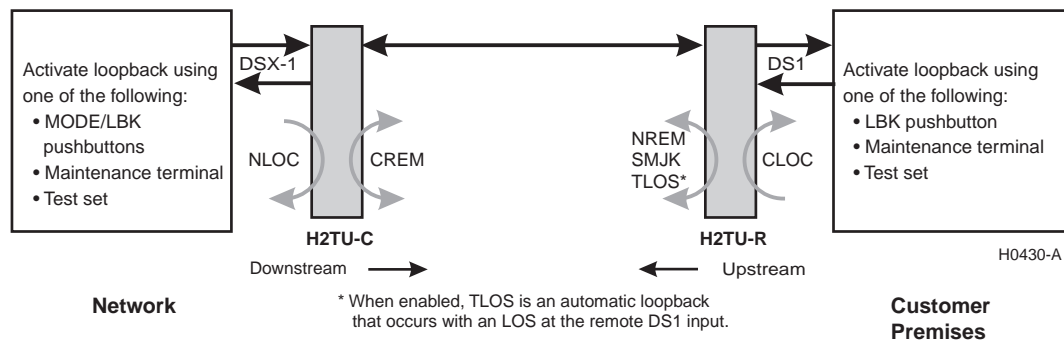 Activate loopback using
one of the following:
• MODE/LBK
pushbuttons
• Maintenance terminal
• Test set
DSX-1
NLOC
CREM
H2TU-C
Downstream
NREM
SMJK
TLOS*
DS1
CLOC
H2TU-R
Upstream
Activate loopback using
one of the following:
• LBK pushbutton
• Maintenance terminal
• Test set
H0430-A
Network
* When enabled, TLOS is an automatic loopback
that occurs with an LOS at the remote DS1 input.
Customer
Premises